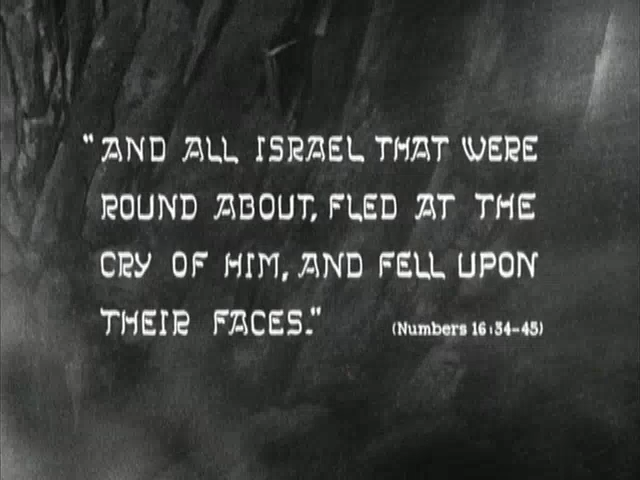 "AND ALL ISRAEL THAT WERE
ROUND ABOUT, FLED AT THE
CRY OF HIM, AND FELL UPON
THEIR FACES."
(Numbers 16:34-45)